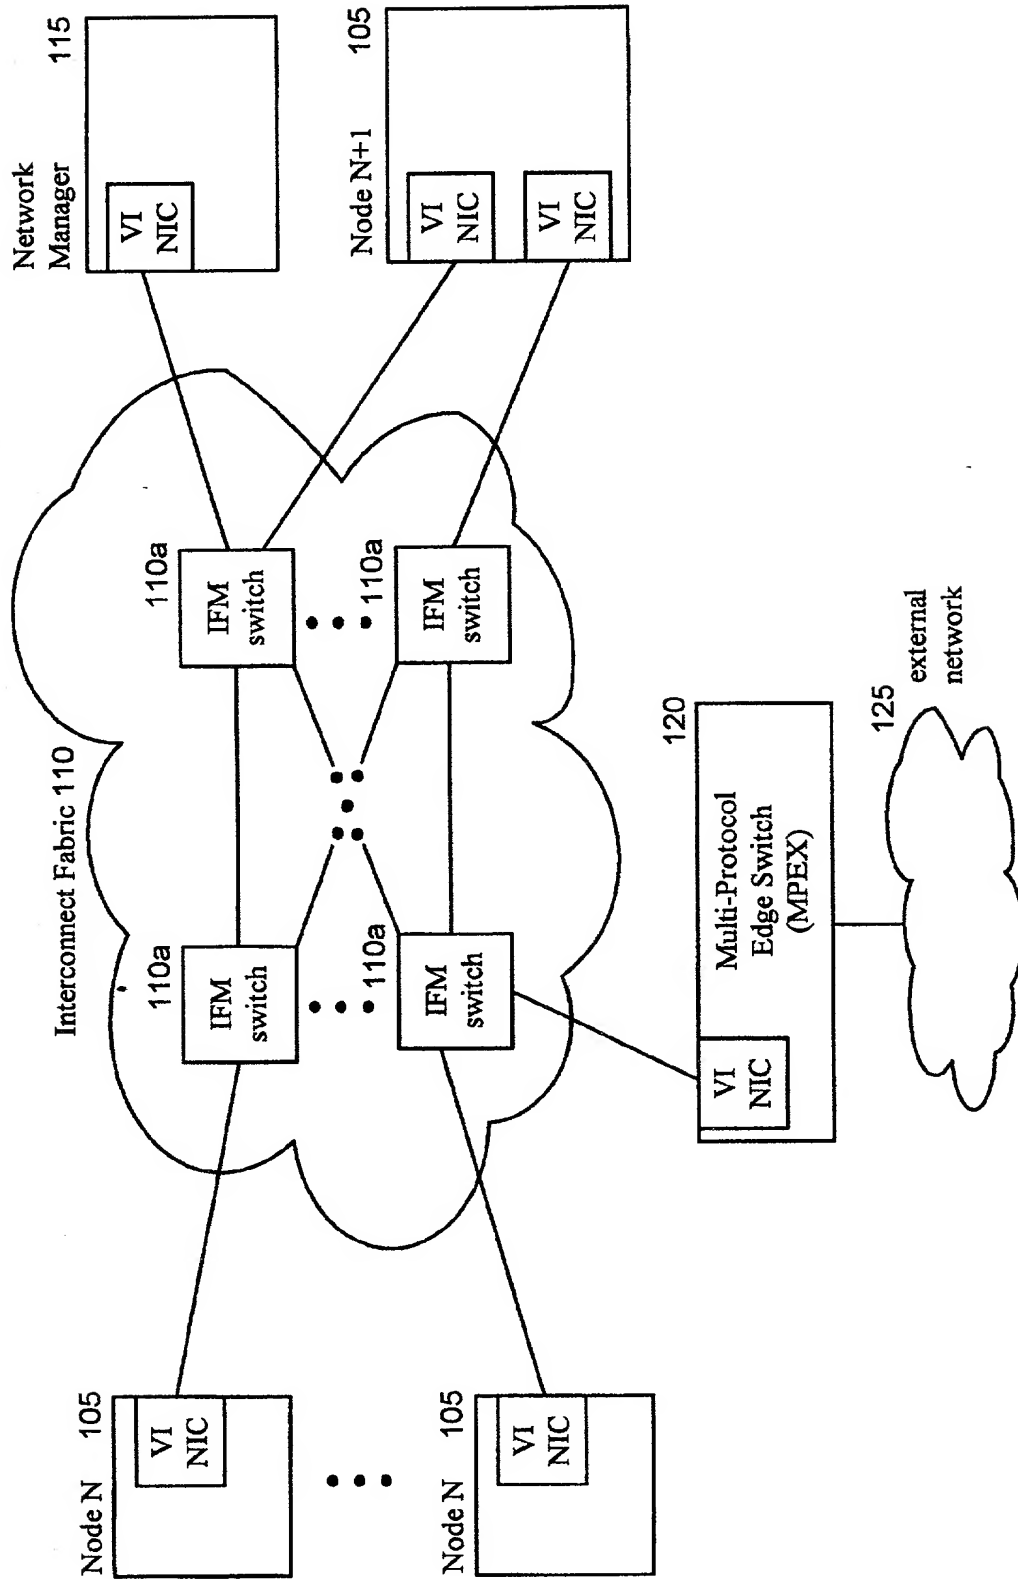 Network
Manager 115
VI
NIC
Node N+1 105
VI
NIC
VI
NIC
Interconnect Fabric 110
110a
IFM
switch
110a
IFM
switch
110a
IFM
switch
110a
IFM
switch
Node N 105
VI
NIC
Node N 105
VI
NIC
120
Multi-Protocol
Edge Switch
(MPEX)
VI
NIC
125
external
network